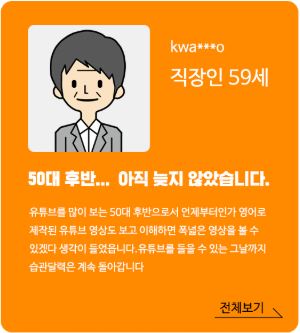 kwa***o
직장인 59세
50대 후반... 아직 늦지 않았습니다.
유튜브를 많이 보는 50대 후반으로서 언제부터인가 영어로
제작된 유튜브 영상도 보고 이해하면 폭넓은 영상을 볼 수
있겠다 생각이 들었읍니다.유튜브를 들을 수 있는 그날까지
습관달력은 계속 돌아갑니다
전체보기